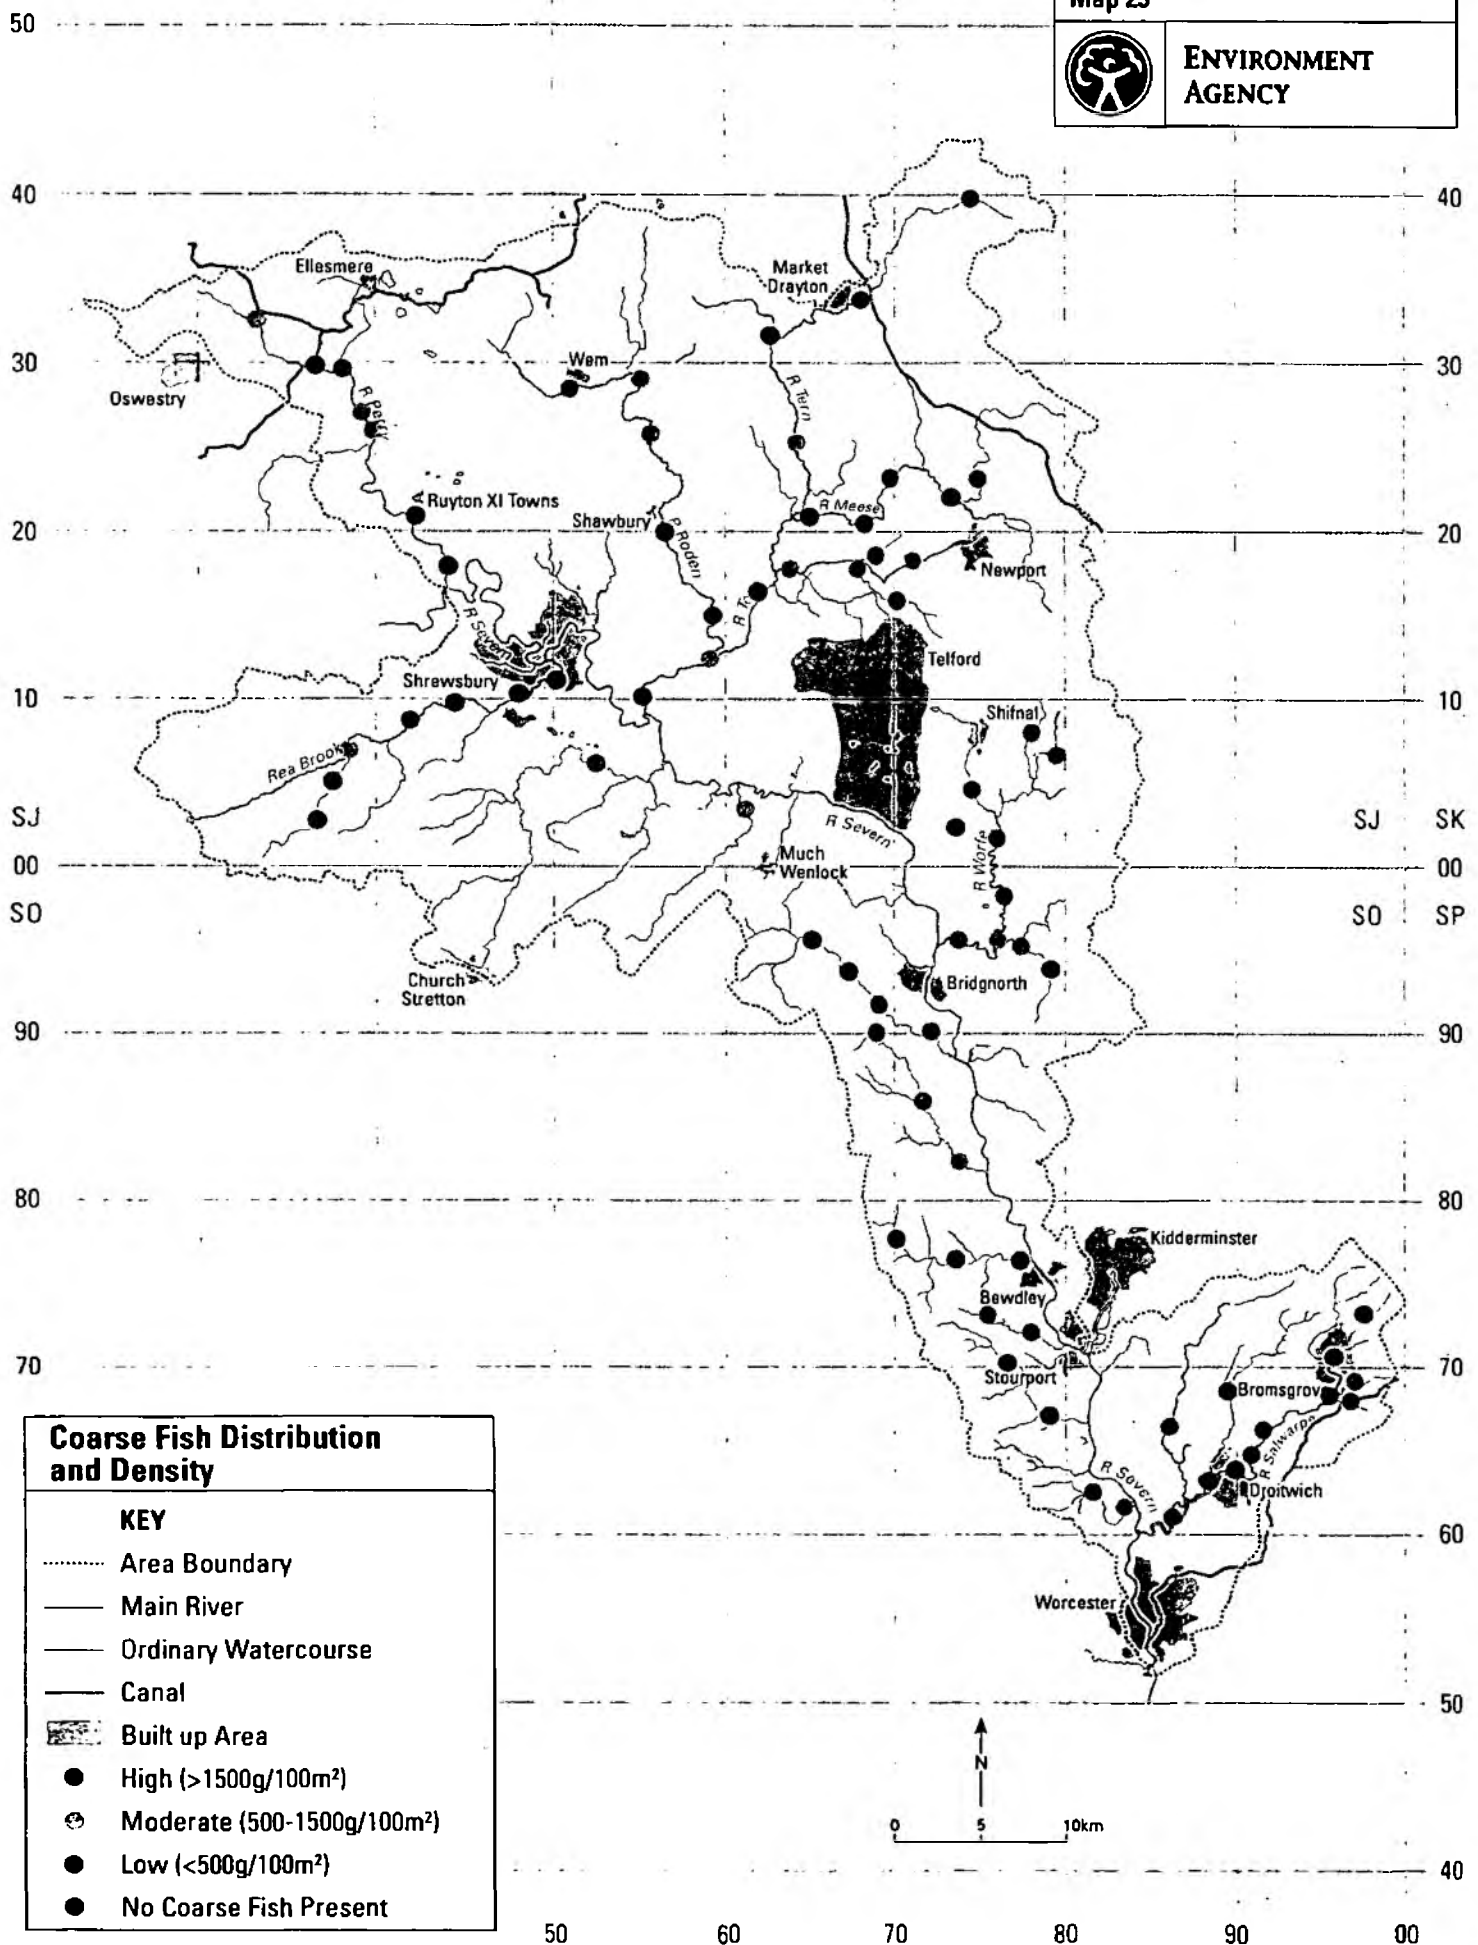 Map 23
ENVIRONMENT
AGENCY
50
40
40
Ellesmere
Market
Drayton
30
30
Wem
Oswestry
R Perry
R Tern
Ruyton XI Towns
R Meese
Shawbury
20
20
R Roden
Newport
R Severn
Telford
Shrewsbury
10
10
Shifnal
Rea Brook
SJ
SJ
SK
R Severn
R Worfe
Much
Wenlock
00
00
SO
SO
SP
Church
Stretton
Bridgnorth
90
90
80
80
Kidderminster
Bewdley
70
70
Stourport
Bromsgrov
R Salwarpe
R Severn
Droitwich
60
Worcester
50
40
N
0 5 10km
50 60 70 80 90 00
Coarse Fish Distribution
and Density
KEY
Area Boundary
Main River
Ordinary Watercourse
Canal
Built up Area
High (>1500g/100m²)
Moderate (500-1500g/100m²)
Low (<500g/100m²)
No Coarse Fish Present